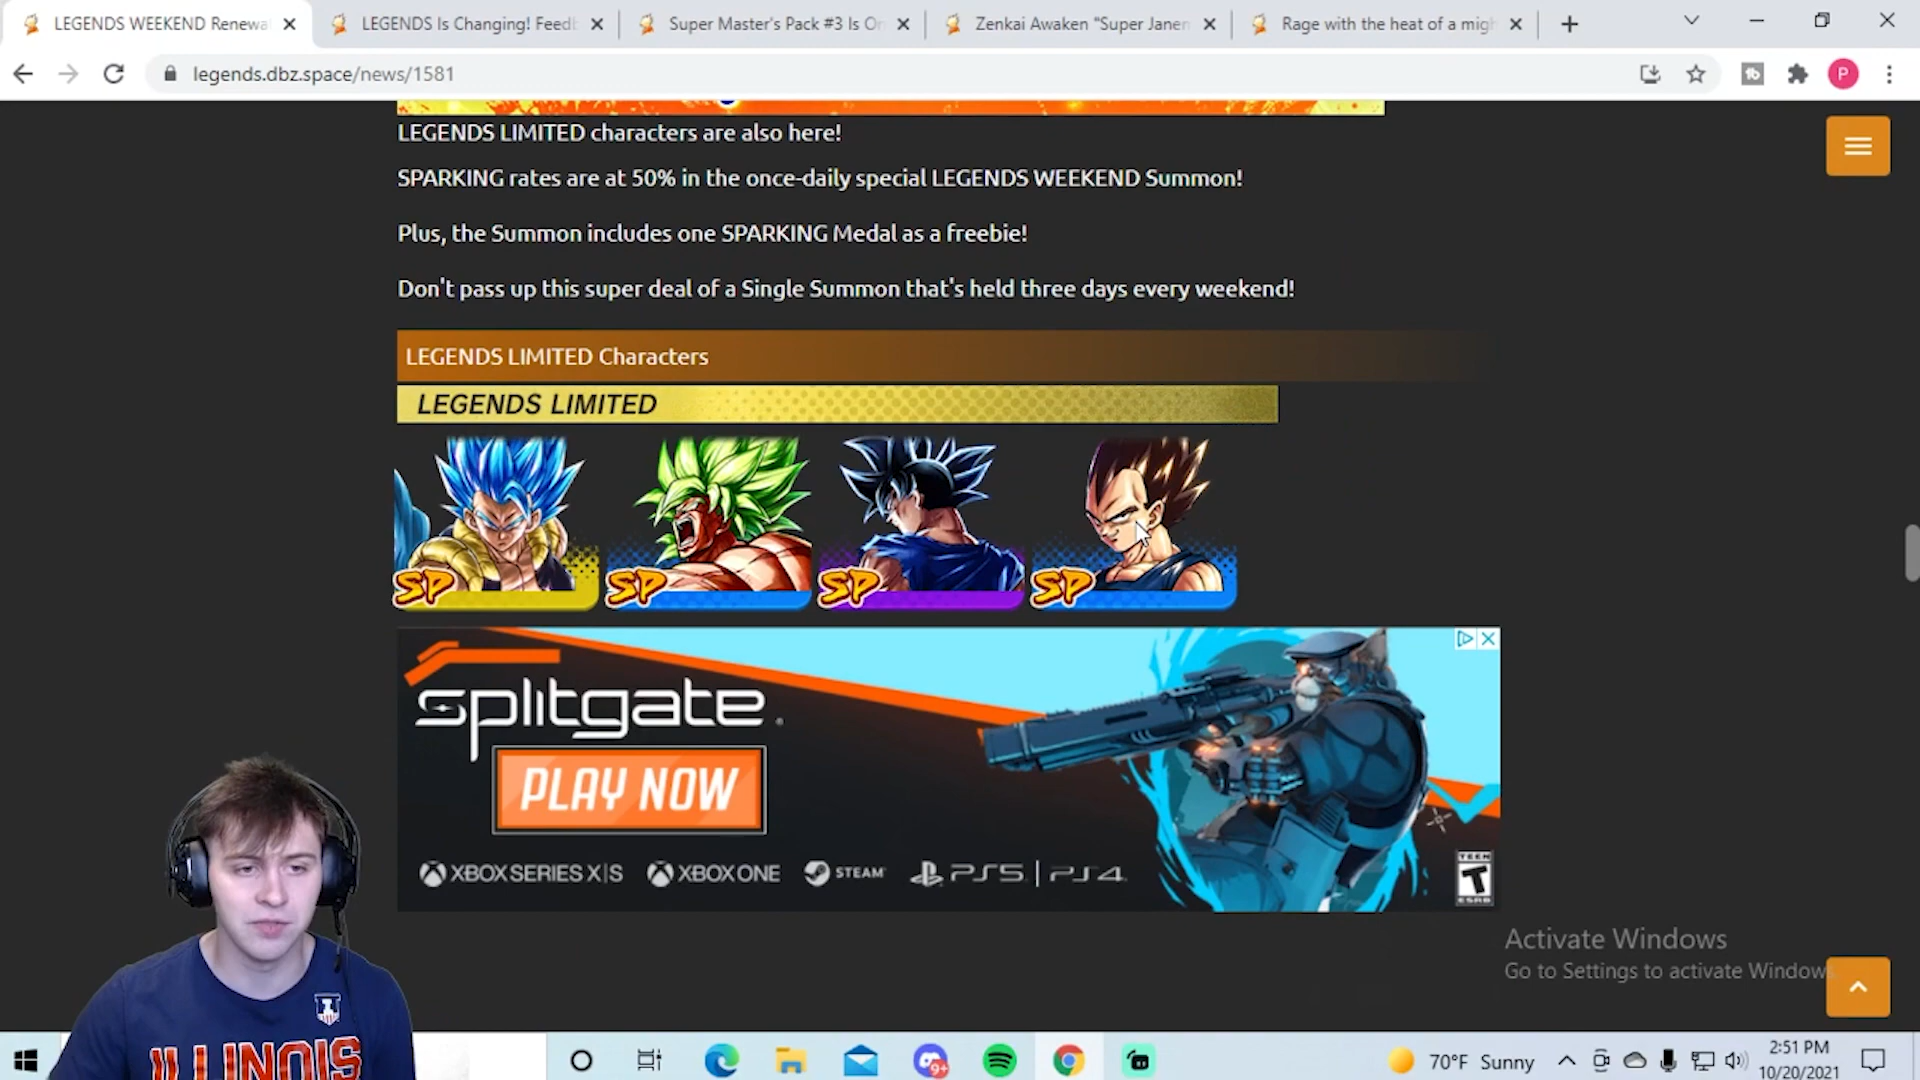 LEGENDS WEEKEND Renewa
LEGENDS Is Changing! Feedb
Super Master's Pack #3 Is On
Zenkai Awaken "Super Janem
Rage with the heat of a migh
legends.dbz.space/news/1581
P
LEGENDS LIMITED characters are also here!
SPARKING rates are at 50% in the once-daily special LEGENDS WEEKEND Summon!
Plus, the Summon includes one SPARKING Medal as a freebie!
Don't pass up this super deal of a Single Summon that's held three days every weekend!
LEGENDS LIMITED Characters
LEGENDS LIMITED
SP SP SP SP
splitgate
PLAY NOW
XBOX SERIES X|S XBOX ONE STEAM PS5 | PS4
TEEN
T
ESRB
Activate Windows
Go to Settings to activate Windows
I
ILLINOIS
9+
70°F Sunny
2:51 PM
10/20/2021